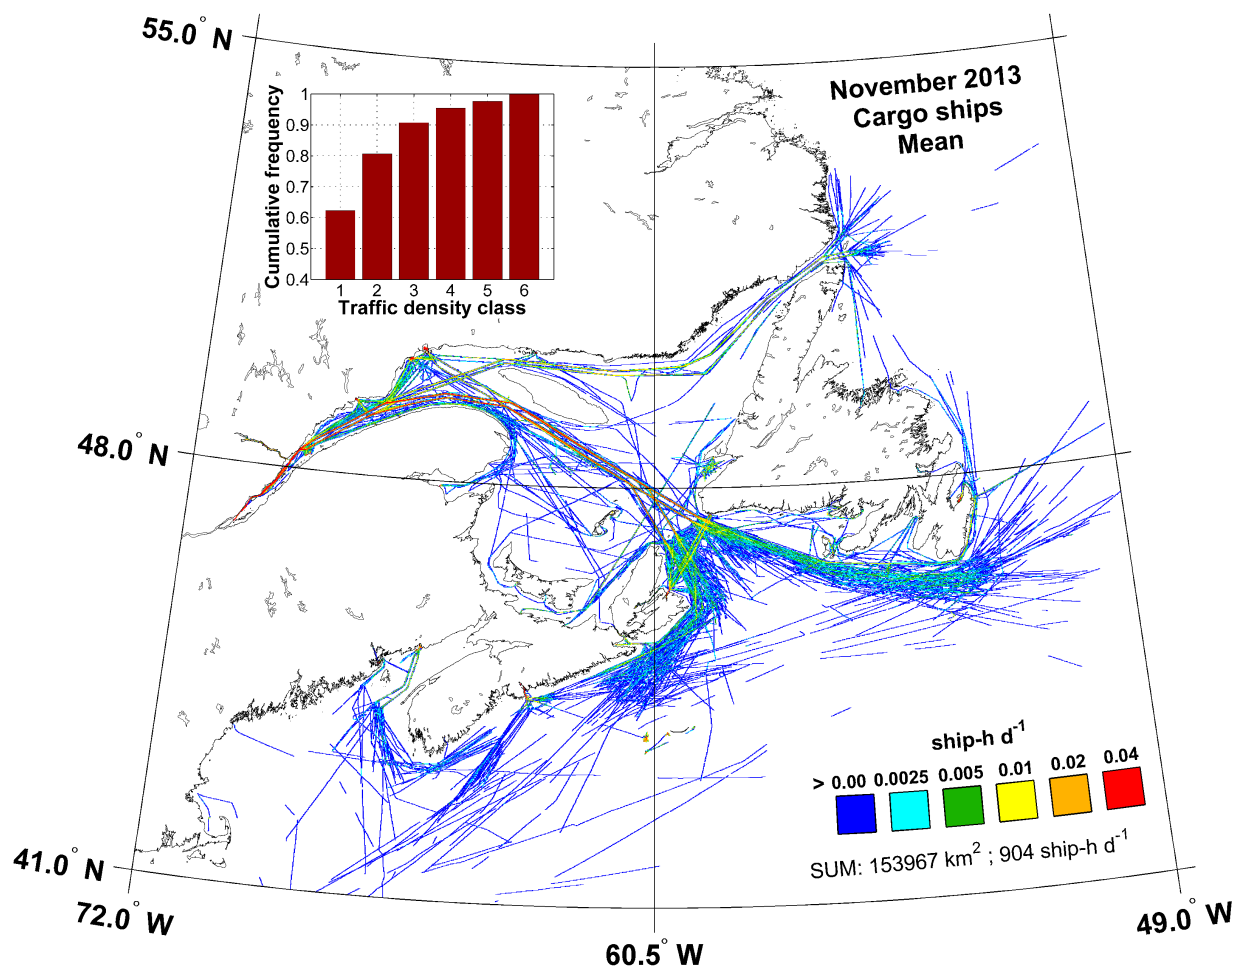 55.0° N
November 2013
Cargo ships
Mean
Cumulative frequency
1
0.9
0.8
0.7
0.6
0.5
0.4
1 2 3 4 5 6
Traffic density class
48.0° N
ship-h d⁻¹
> 0.00 0.0025 0.005 0.01 0.02 0.04
SUM: 153967 km² ; 904 ship-h d⁻¹
41.0° N
72.0° W
60.5° W
49.0° W